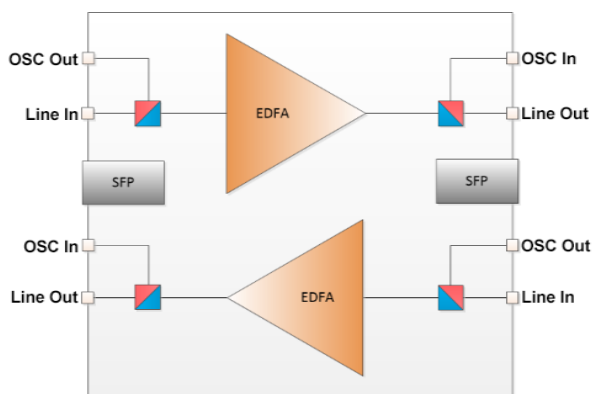 OSC Out
OSC In
EDFA
Line In
Line Out
SFP
SFP
OSC In
OSC Out
EDFA
Line Out
Line In